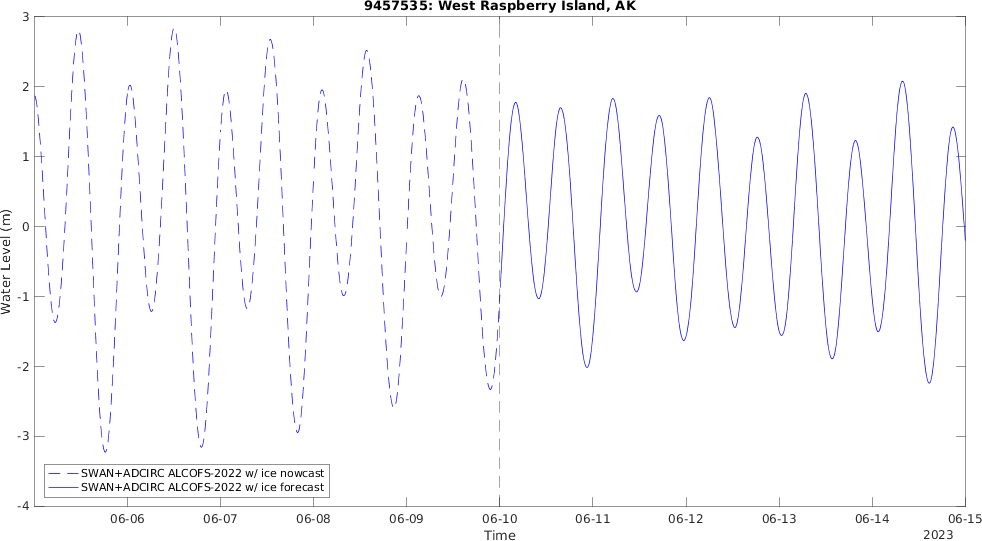 9457535: West Raspberry Island, AK
3
2
1
0
-1
-2
-3
-4
Water Level (m)
SWAN+ADCIRC ALCOFS-2022 w/ ice nowcast
SWAN+ADCIRC ALCOFS-2022 w/ ice forecast
06-06 06-07 06-08 06-09 06-10 06-11 06-12 06-13 06-14 06-15
Time
2023